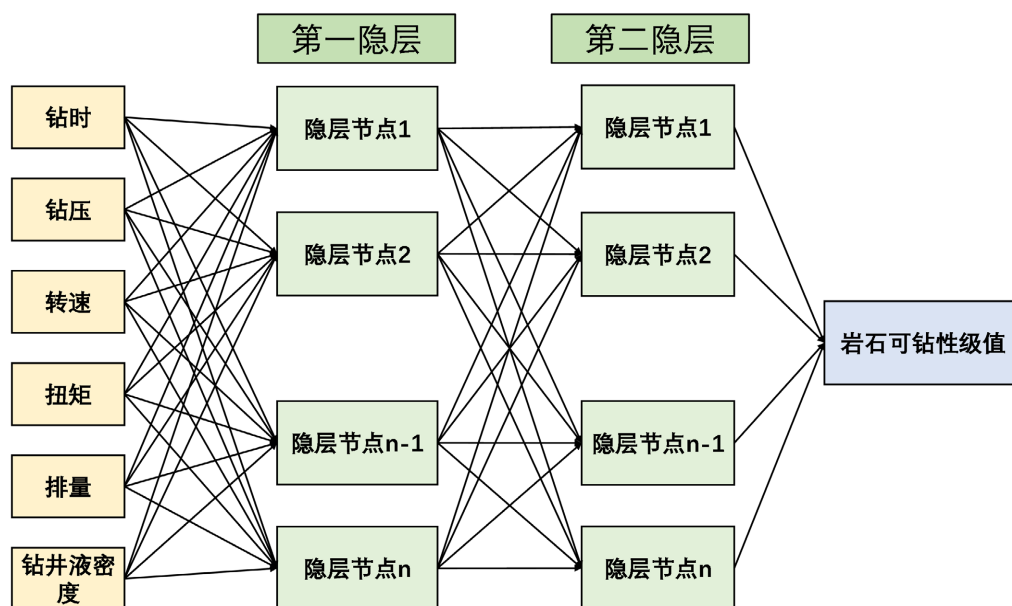 第一隐层
第二隐层
钻时
钻压
转速
扭矩
排量
钻井液密
度
隐层节点1
隐层节点2
隐层节点n-1
隐层节点n
隐层节点1
隐层节点2
隐层节点n-1
隐层节点n
岩石可钻性级值